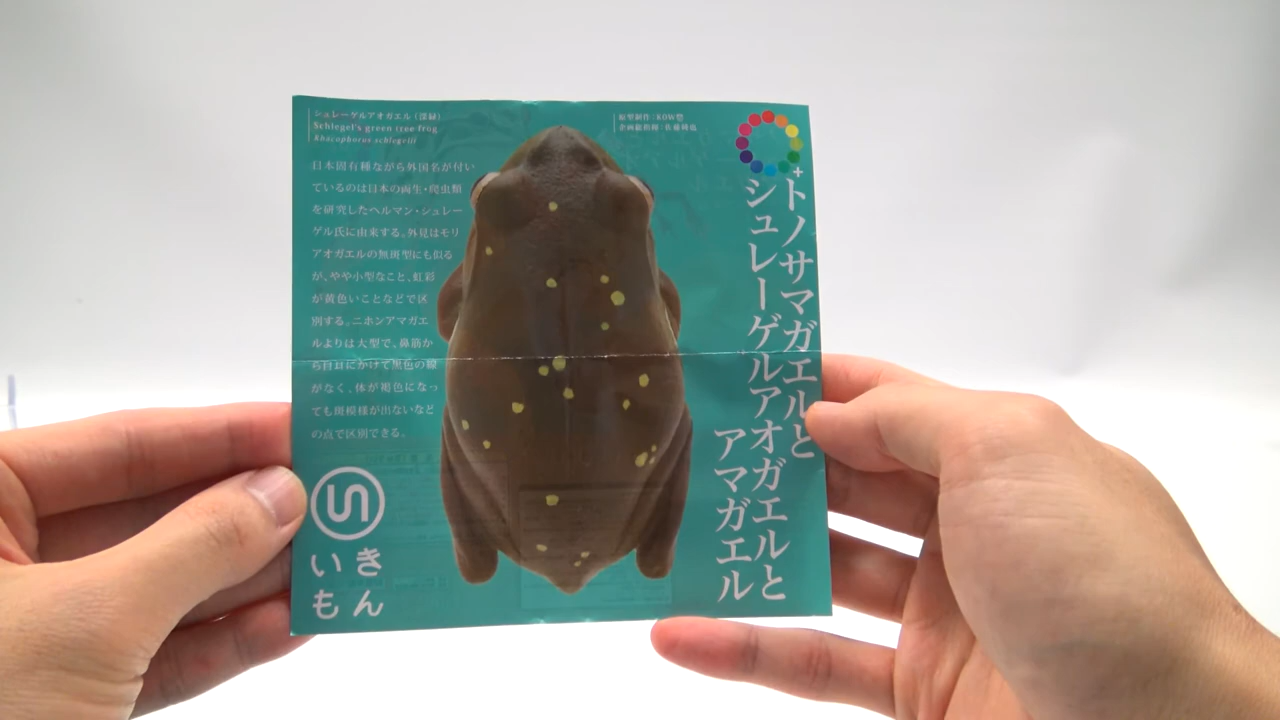 シュレーゲルアオガエル（深緑）
Schlegel's green tree frog
Rhacophorus schlegelii
日本固有種ながら外国名が付い
ているのは日本の両生・爬虫類
を研究したヘルマン・シュレー
ゲル氏に由来する。外見はモリ
アオガエルの無斑型にも似る
が、やや小型なこと、虹彩
が黄色いことなどで区
別する。ニホンアマガエ
ルよりは大型で、鼻筋か
ら首耳にかけて黒色の線
がなく、体が褐色になっ
ても斑模様が出ないなど
の点で区別できる。
原型制作：KOW堂
企画総指揮：佐藤純也
+
トノサマガエルと
シュレーゲルアオガエルと
アマガエル
いき
もん